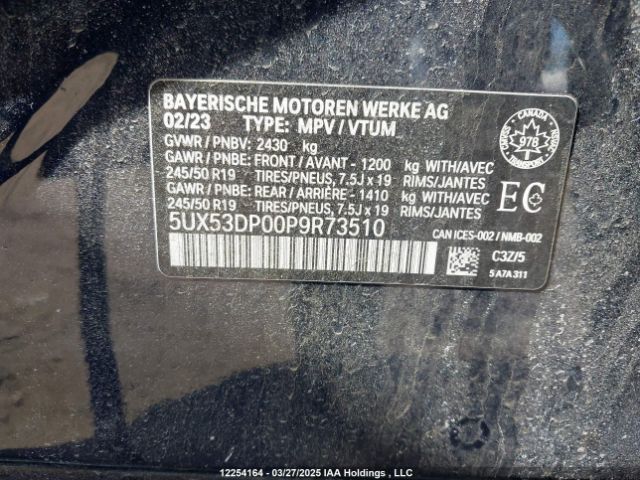 BAYERISCHE MOTOREN WERKE AG
02/23 TYPE: MPV / VTUM
GVWR / PNBV: 2430 kg
GAWR / PNBE: FRONT / AVANT - 1200 kg WITH/AVEC
245/50 R19 TIRES/PNEUS, 7.5J x 19 RIMS/JANTES
GAWR / PNBE: REAR / ARRIÈRE - 1410 kg WITH/AVEC
245/50 R19 TIRES/PNEUS, 7.5J x 19 RIMS/JANTES
5UX53DP00P9R73510
CANADA
978
T
EC
CAN ICES-002 / NMB-002
C3Z/5
5 A7A 311
12254164 - 03/27/2025 IAA Holdings , LLC